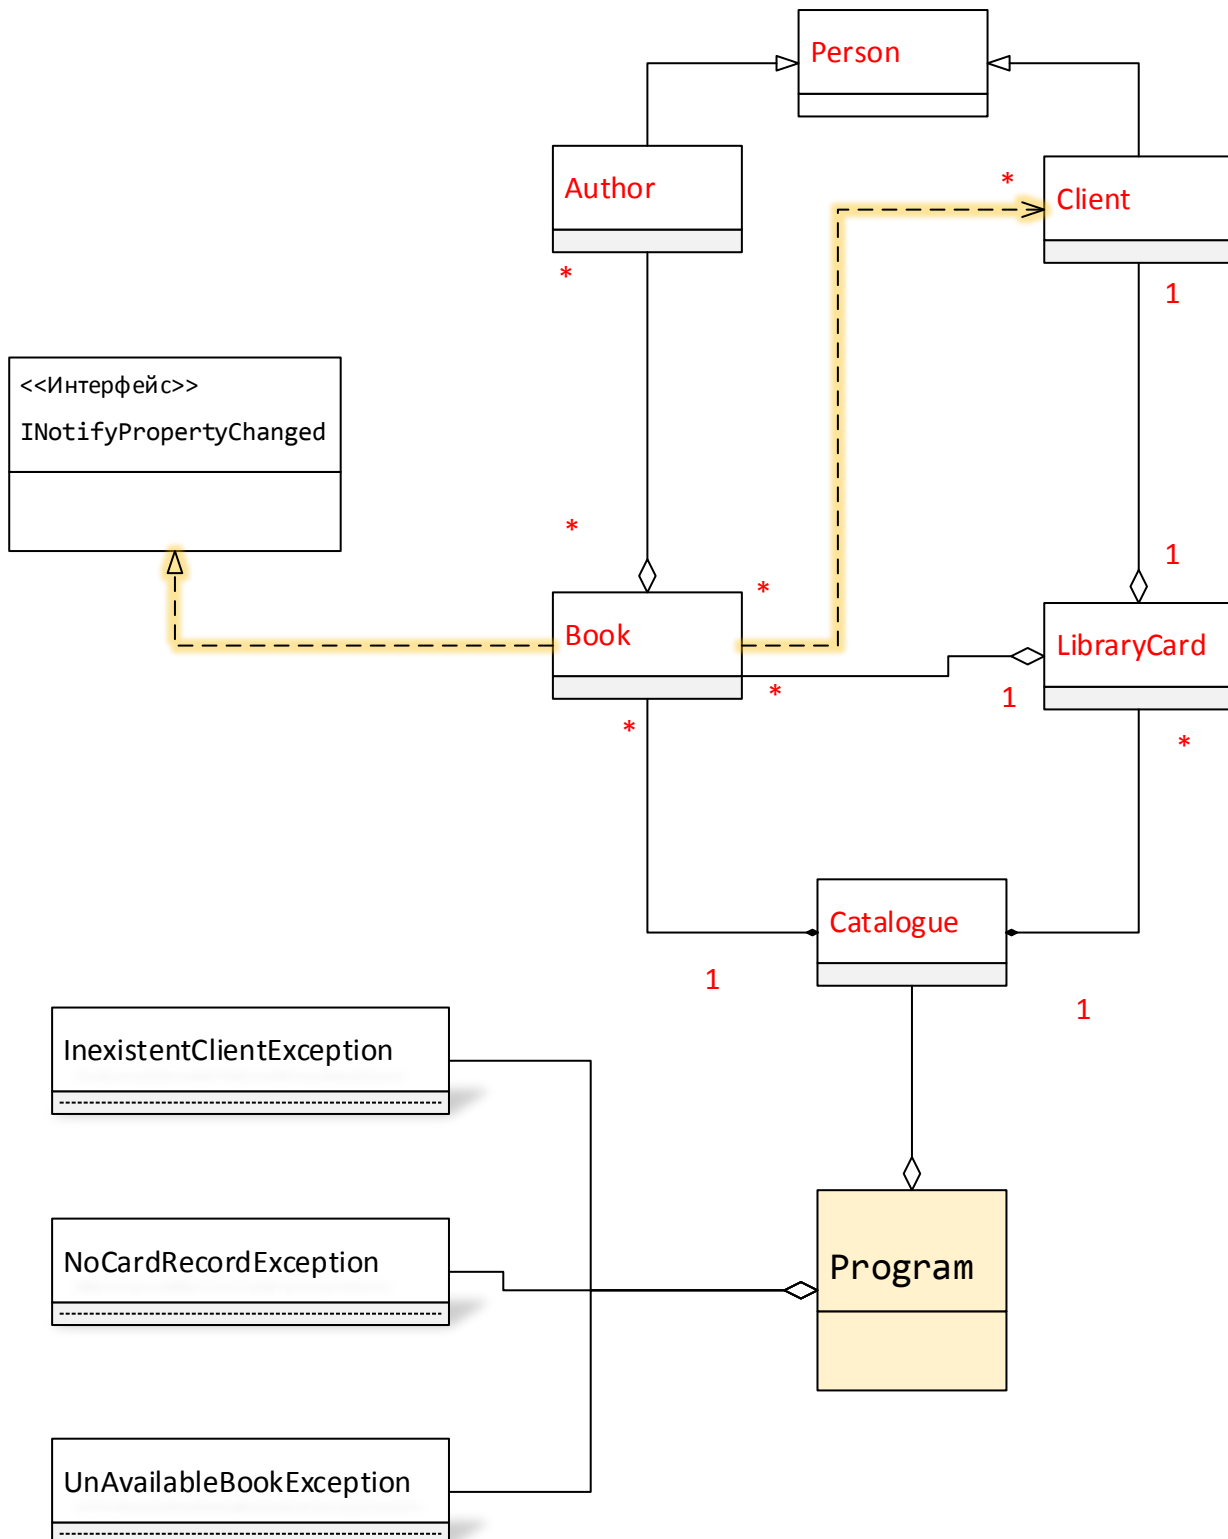 Person
Author
*
Client
*
1
<<Интерфейс>>
INotifyPropertyChanged
*
1
*
Book
LibraryCard
*
1
*
*
Catalogue
1
1
InexistentClientException
NoCardRecordException
Program
UnAvailableBookException